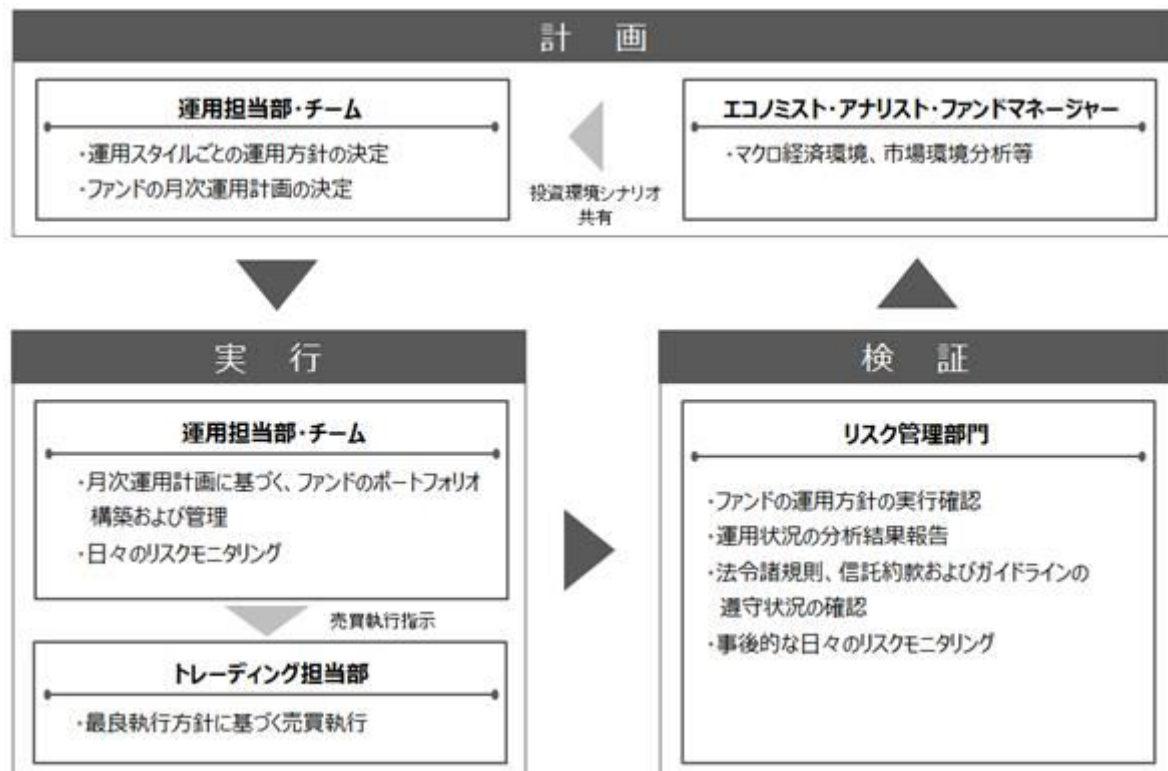 計 画
運用担当部・チーム
・運用スタイルごとの運用方針の決定
・ファンドの月次運用計画の決定
投資環境シナリオ
共有
エコノミスト・アナリスト・ファンドマネージャー
・マクロ経済環境、市場環境分析等
実 行
運用担当部・チーム
・月次運用計画に基づく、ファンドのポートフォリオ
構築および管理
・日々のリスクモニタリング
売買執行指示
トレーディング担当部
・最良執行方針に基づく売買執行
検 証
リスク管理部門
・ファンドの運用方針の実行確認
・運用状況の分析結果報告
・法令諸規則、信託約款およびガイドラインの
遵守状況の確認
・事後的な日々のリスクモニタリング